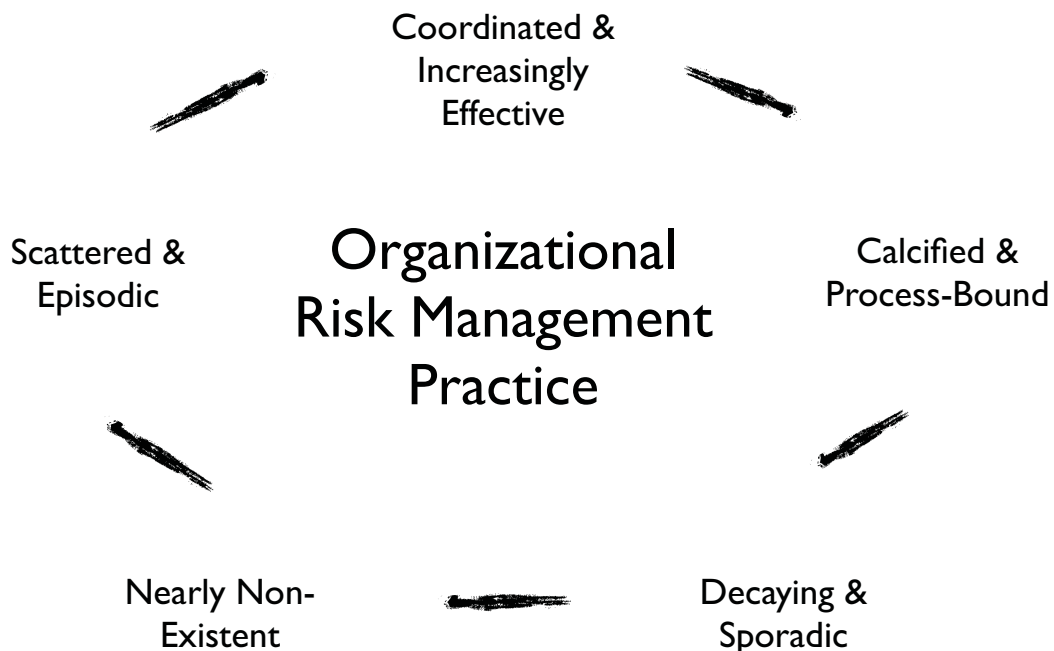 Coordinated &
Increasingly
Effective
Scattered &
Episodic
Organizational
Risk Management
Practice
Calcified &
Process-Bound
Nearly Non-
Existent
Decaying &
Sporadic